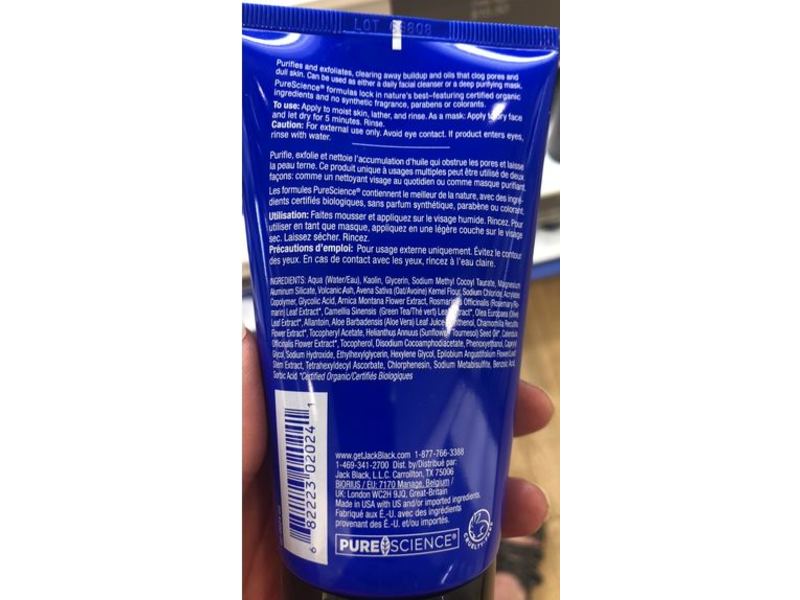 LOT
Purifies and exfoliates, clearing away buildup and oils that clog pores and
dull skin. Can be used as either a daily facial cleanser or a deep purifying mask.
PureScience® formulas lock in nature's best–featuring certified organic
ingredients and no synthetic fragrance, parabens or colorants.
To use: Apply to moist skin, lather, and rinse. As a mask: Apply to dry face
and let dry for 5 minutes. Rinse.
Caution: For external use only. Avoid eye contact. If product enters eyes,
rinse with water.
Purifie, exfolie et nettoie l'accumulation d'huile qui obstrue les pores et laisse
la peau terne. Ce produit unique à usages multiples peut être utilisé de deux
façons: comme un nettoyant visage au quotidien ou comme masque purifiant.
Les formules PureScience® contiennent le meilleur de la nature, avec des ingré-
dients certifiés biologiques, sans parfum synthétique, parabène ou colorant.
Utilisation: Faites mousser et appliquez sur le visage humide. Rincez. Pour
utiliser en tant que masque, appliquez en une légère couche sur le visage
sec. Laissez sécher. Rincez.
Précautions d'emploi: Pour usage externe uniquement. Évitez le contour
des yeux. En cas de contact avec les yeux, rincez à l'eau claire.
INGREDIENTS: Aqua (Water/Eau), Kaolin, Glycerin, Sodium Methyl Cocoyl Taurate, Magnesium
Aluminum Silicate, Volcanic Ash, Avena Sativa (Oat/Avoine) Kernel Flour, Sodium Chloride, Acrylates
Copolymer, Glycolic Acid, Arnica Montana Flower Extract, Rosmarinus Officinalis (Rosemary/Ro-
marin) Leaf Extract*, Camellia Sinensis (Green Tea/Thé vert) Leaf Extract*, Olea Europaea (Olive)
Leaf Extract*, Allantoin, Aloe Barbadensis (Aloe Vera) Leaf Juice, Panthenol, Chamomilla Recutita
Flower Extract*, Tocopheryl Acetate, Helianthus Annuus (Sunflower/Tournesol) Seed Oil*, Calendula
Officinalis Flower Extract*, Tocopherol, Disodium Cocoamphodiacetate, Phenoxyethanol, Caprylyl
Glycol, Sodium Hydroxide, Ethylhexylglycerin, Hexylene Glycol, Epilobium Angustifolium Flower/Leaf/
Stem Extract, Tetrahexyldecyl Ascorbate, Chlorphenesin, Sodium Metabisulfite, Benzoic Acid,
Sorbic Acid *Certified Organic/Certifiés Biologiques
6 82223 02024 1
www.getJackBlack.com 1-877-766-3388
1-469-341-2700 Dist. by/Distribué par:
Jack Black, L.L.C. Carrollton, TX 75006
BIORIUS / EU: 7170 Manage, Belgium /
UK: London WC2H 9JQ, Great-Britain
Made in USA with US and/or imported ingredients.
Fabriqué aux É.-U. avec des ingrédients
provenant des É.-U. et/ou importés.
PURE SCIENCE®